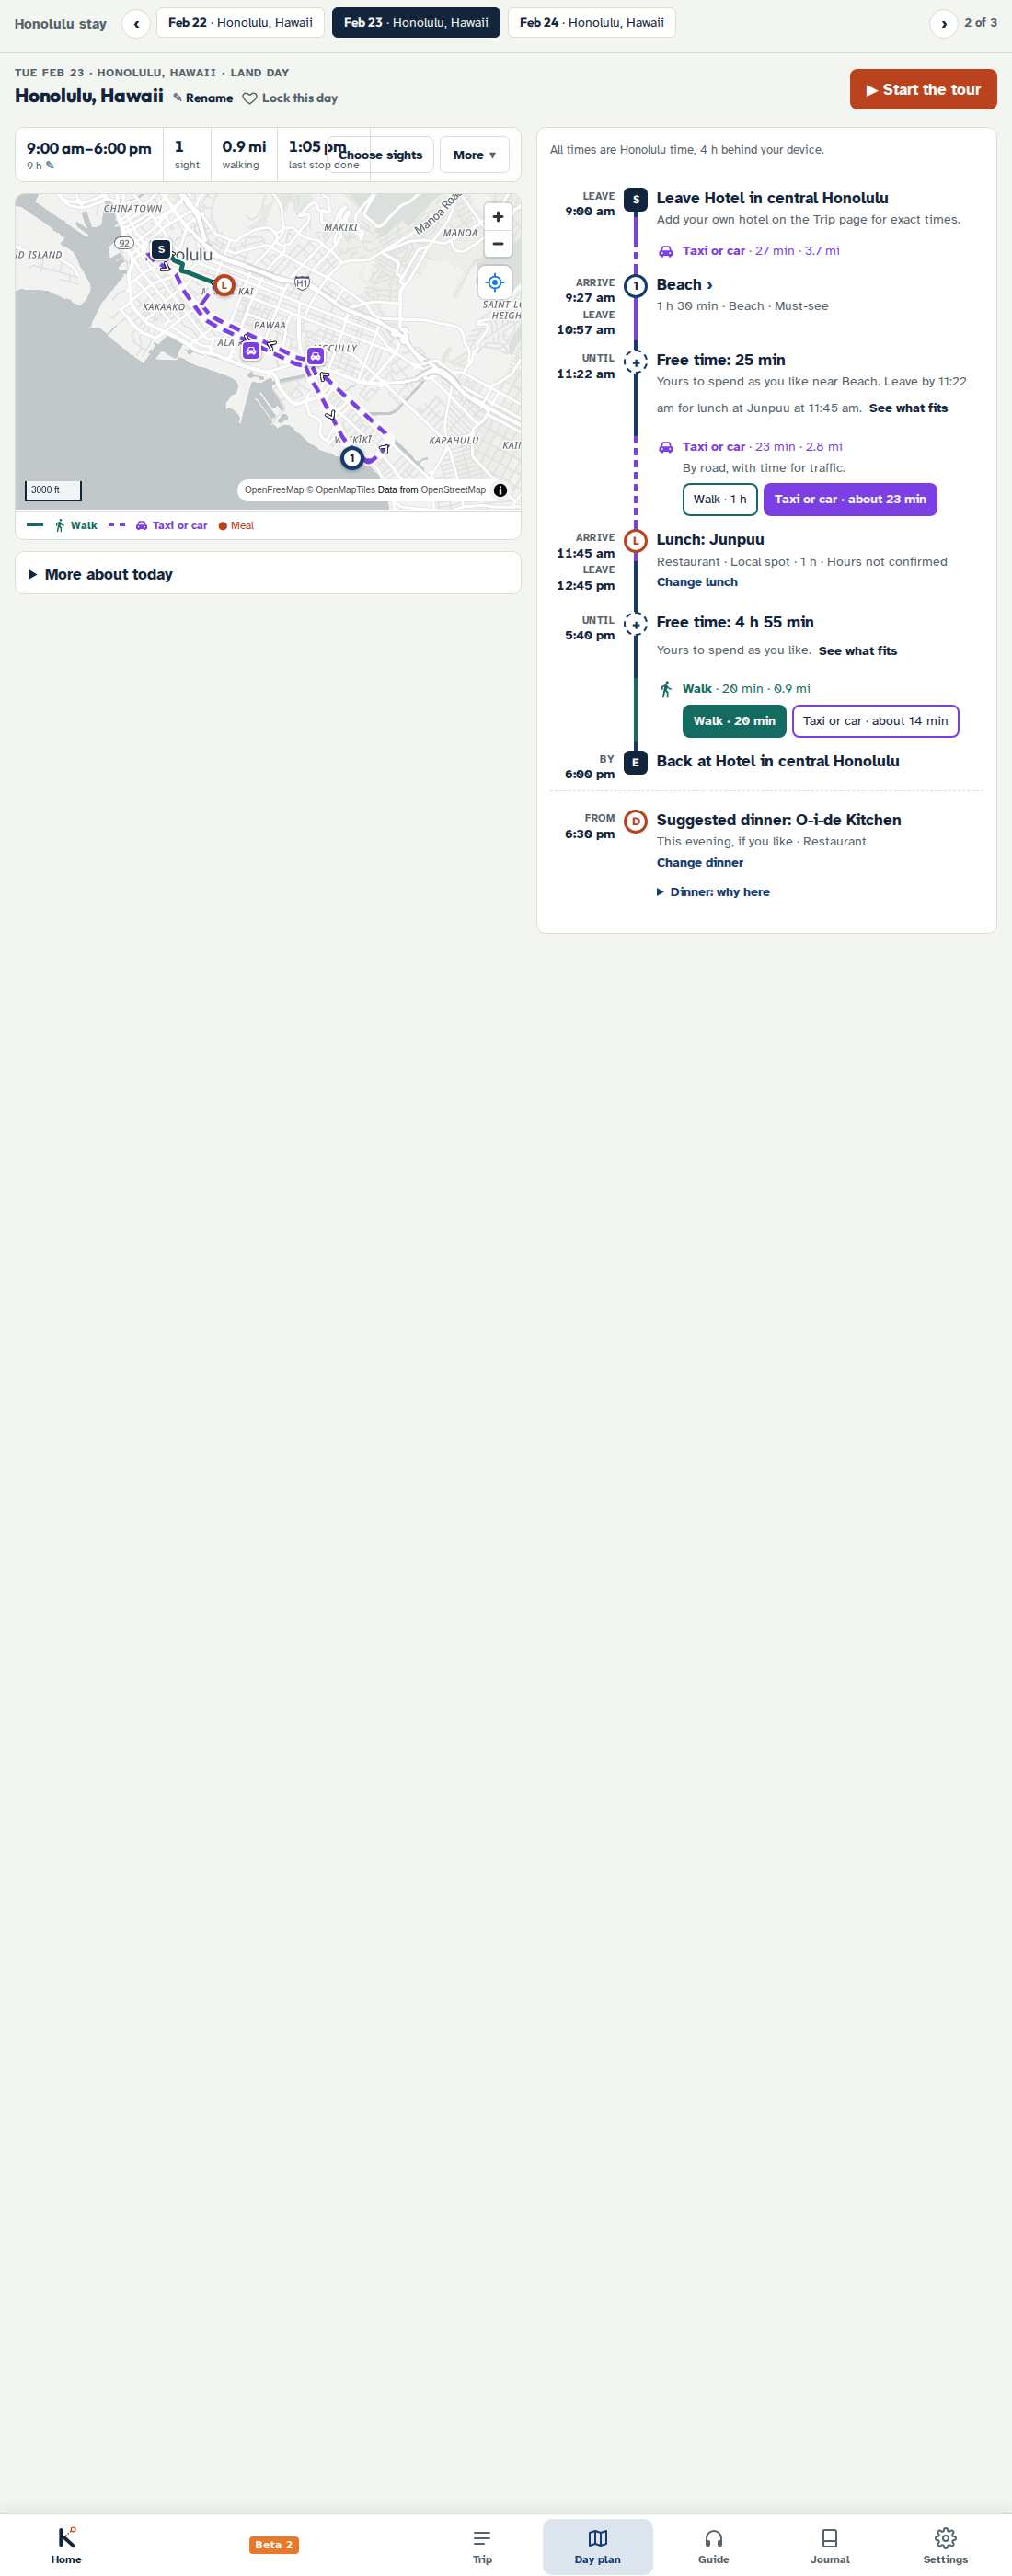 Honolulu stay
‹
Feb 22 · Honolulu, Hawaii
Feb 23 · Honolulu, Hawaii
Feb 24 · Honolulu, Hawaii
›
2 of 3
TUE FEB 23 · HONOLULU, HAWAII · LAND DAY
Honolulu, Hawaii
✎ Rename
Lock this day
▶ Start the tour
9:00 am–6:00 pm
9 h ✎
1
sight
0.9 mi
walking
1:05 pm
last stop done
Choose sights
More ▼
CHINATOWN
MAKIKI
Manoa Roa
MANOA
92
S
olulu
ID ISLAND
L
KAI
H1
KAKAAKO
SAINT L
HEIGH
PAWAA
ALA
MCCULLY
WAIKĪKĪ
KAPAHULU
KAI
1
+
−
3000 ft
OpenFreeMap © OpenMapTiles Data from OpenStreetMap
Walk
Taxi or car
Meal
▶ More about today
All times are Honolulu time, 4 h behind your device.
LEAVE
9:00 am
S
Leave Hotel in central Honolulu
Add your own hotel on the Trip page for exact times.
Taxi or car · 27 min · 3.7 mi
ARRIVE
9:27 am
LEAVE
10:57 am
1
Beach ›
1 h 30 min · Beach · Must-see
UNTIL
11:22 am
+
Free time: 25 min
Yours to spend as you like near Beach. Leave by 11:22
am for lunch at Junpuu at 11:45 am. See what fits
Taxi or car · 23 min · 2.8 mi
By road, with time for traffic.
Walk · 1 h
Taxi or car · about 23 min
ARRIVE
11:45 am
LEAVE
12:45 pm
L
Lunch: Junpuu
Restaurant · Local spot · 1 h · Hours not confirmed
Change lunch
UNTIL
5:40 pm
+
Free time: 4 h 55 min
Yours to spend as you like. See what fits
Walk · 20 min · 0.9 mi
Walk · 20 min
Taxi or car · about 14 min
BY
6:00 pm
E
Back at Hotel in central Honolulu
FROM
6:30 pm
D
Suggested dinner: O-i-de Kitchen
This evening, if you like · Restaurant
Change dinner
▶ Dinner: why here
Home
Beta 2
Trip
Day plan
Guide
Journal
Settings